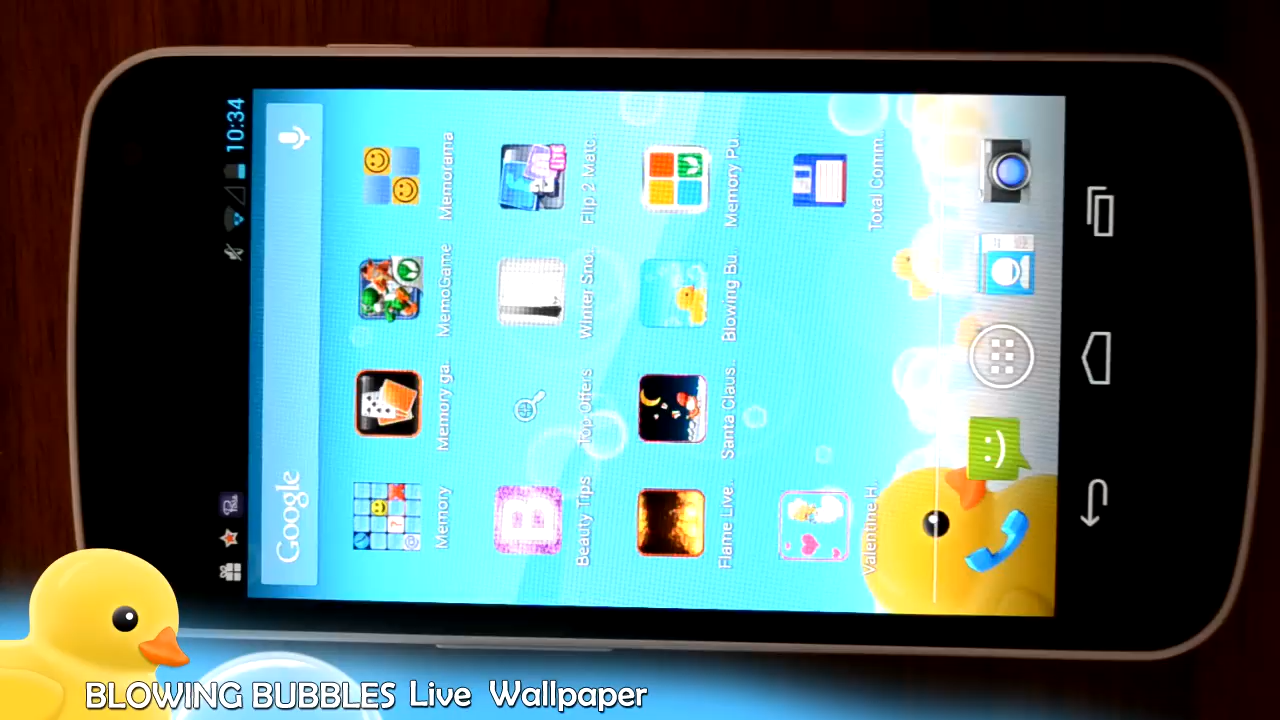 10:34
Google
Memory
Memory ga..
MemoGame
Memorama
Beauty Tips
Top Offers
Winter Sno..
Flip 2 Matc..
Flame Live..
Santa Claus..
Blowing Bu..
Memory Pu..
Valentine H..
Total Comm..
BLOWING BUBBLES Live Wallpaper